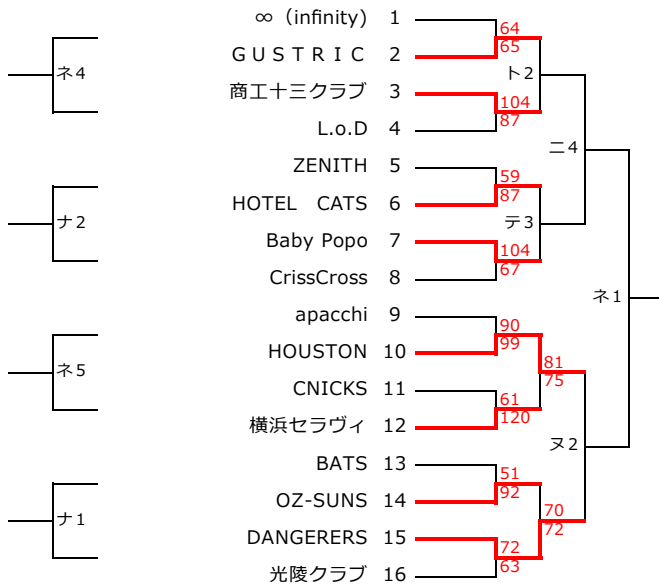 ∞（infinity) 1
ＧＵＳＴＲＩＣ 2
商工十三クラブ 3
L.o.D 4
ZENITH 5
HOTEL　CATS 6
Baby Popo 7
CrissCross 8
apacchi 9
HOUSTON 10
CNICKS 11
横浜セラヴィ 12
BATS 13
OZ-SUNS 14
DANGERERS 15
光陵クラブ 16
ネ4
ナ2
ネ5
ナ1
64
65
ト2
104
87
ニ4
59
87
テ3
104
67
ネ1
90
99
81
75
61
120
ヌ2
51
92
70
72
72
63